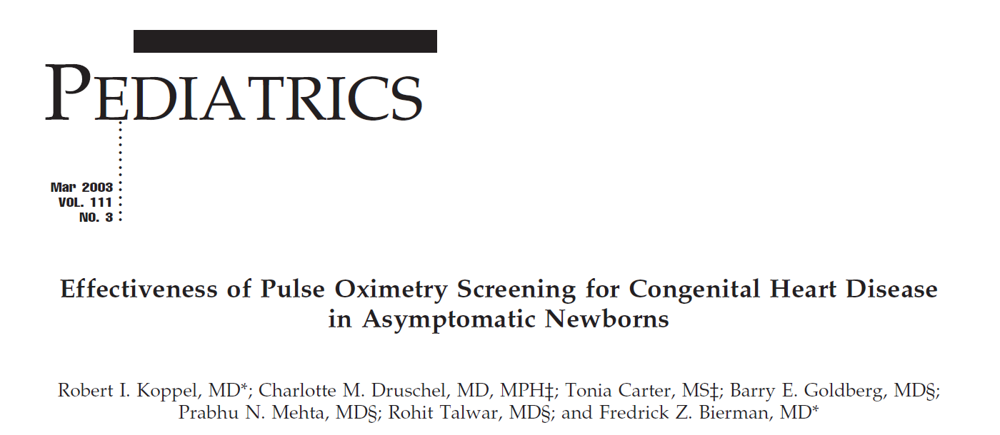 PEDIATRICS
Mar 2003
VOL. 111
NO. 3
Effectiveness of Pulse Oximetry Screening for Congenital Heart Disease
in Asymptomatic Newborns
Robert I. Koppel, MD*; Charlotte M. Druschel, MD, MPH‡; Tonia Carter, MS‡; Barry E. Goldberg, MD§;
Prabhu N. Mehta, MD§; Rohit Talwar, MD§; and Fredrick Z. Bierman, MD*